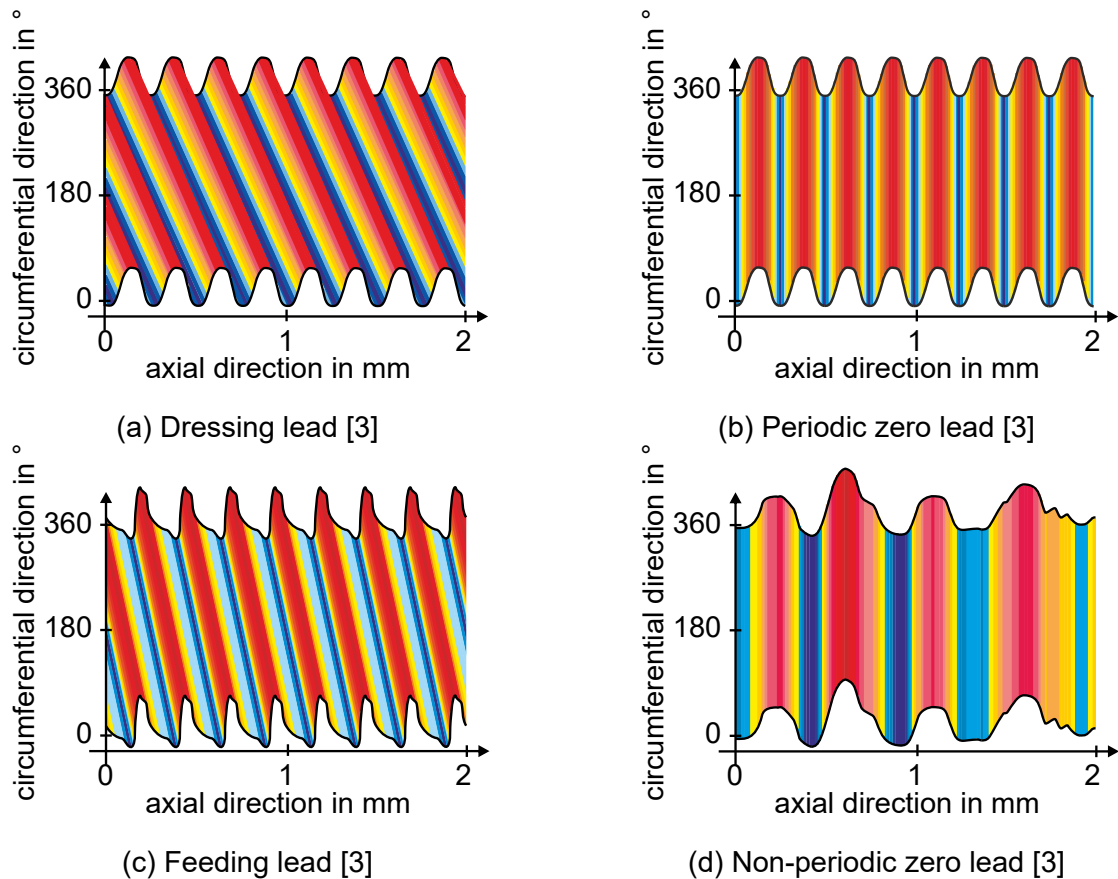 circumferential direction in °
360
180
0
0
1
2
axial direction in mm
(a) Dressing lead [3]
circumferential direction in °
360
180
0
0
1
2
axial direction in mm
(b) Periodic zero lead [3]
circumferential direction in °
360
180
0
0
1
2
axial direction in mm
(c) Feeding lead [3]
circumferential direction in °
360
180
0
0
1
2
axial direction in mm
(d) Non-periodic zero lead [3]